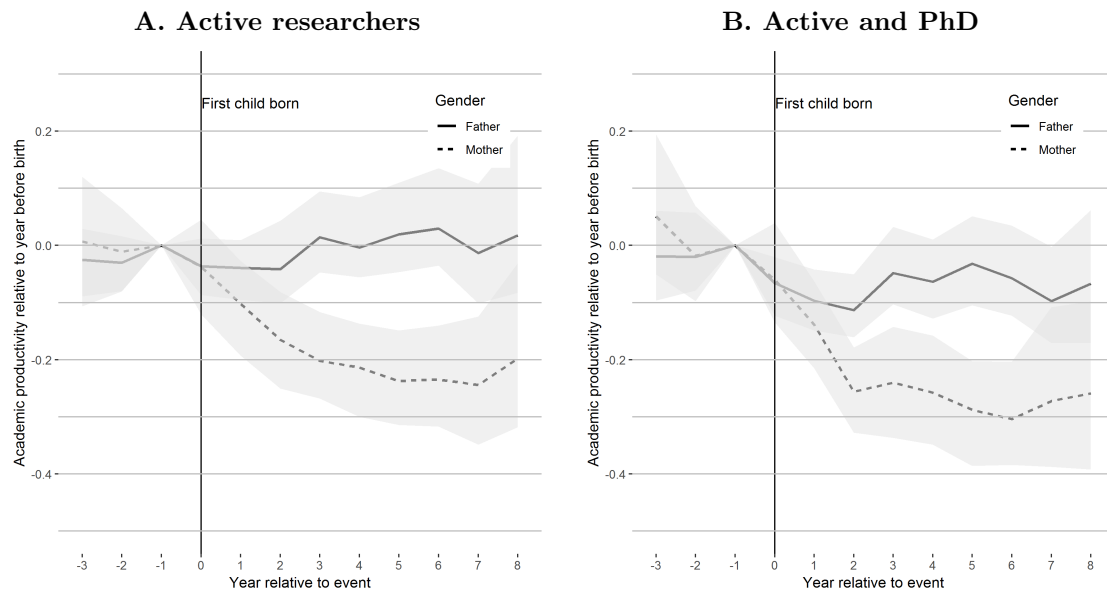 A. Active researchers
First child born
Gender
Father
Mother
0.2
0.0
-0.2
-0.4
Academic productivity relative to year before birth
-3 -2 -1 0 1 2 3 4 5 6 7 8
Year relative to event
B. Active and PhD
First child born
Gender
Father
Mother
0.2
0.0
-0.2
-0.4
Academic productivity relative to year before birth
-3 -2 -1 0 1 2 3 4 5 6 7 8
Year relative to event